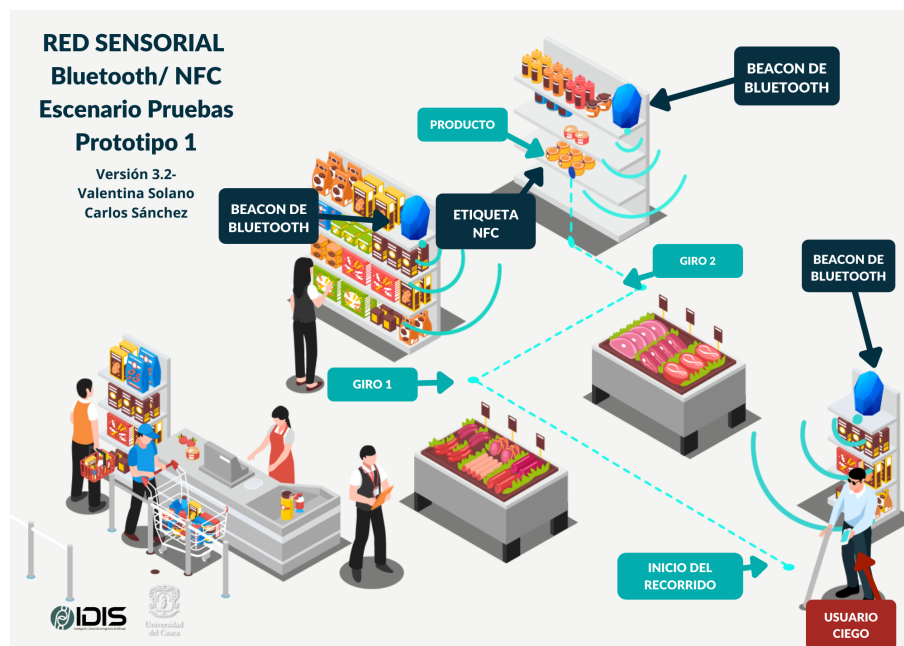 RED SENSORIAL
Bluetooth/ NFC
Escenario Pruebas
Prototipo 1
Versión 3.2-
Valentina Solano
Carlos Sánchez
BEACON DE
BLUETOOTH
PRODUCTO
BEACON DE
BLUETOOTH
ETIQUETA
NFC
GIRO 2
BEACON DE
BLUETOOTH
GIRO 1
INICIO DEL
RECORRIDO
USUARIO
CIEGO
IDIS
Universidad
del Cauca